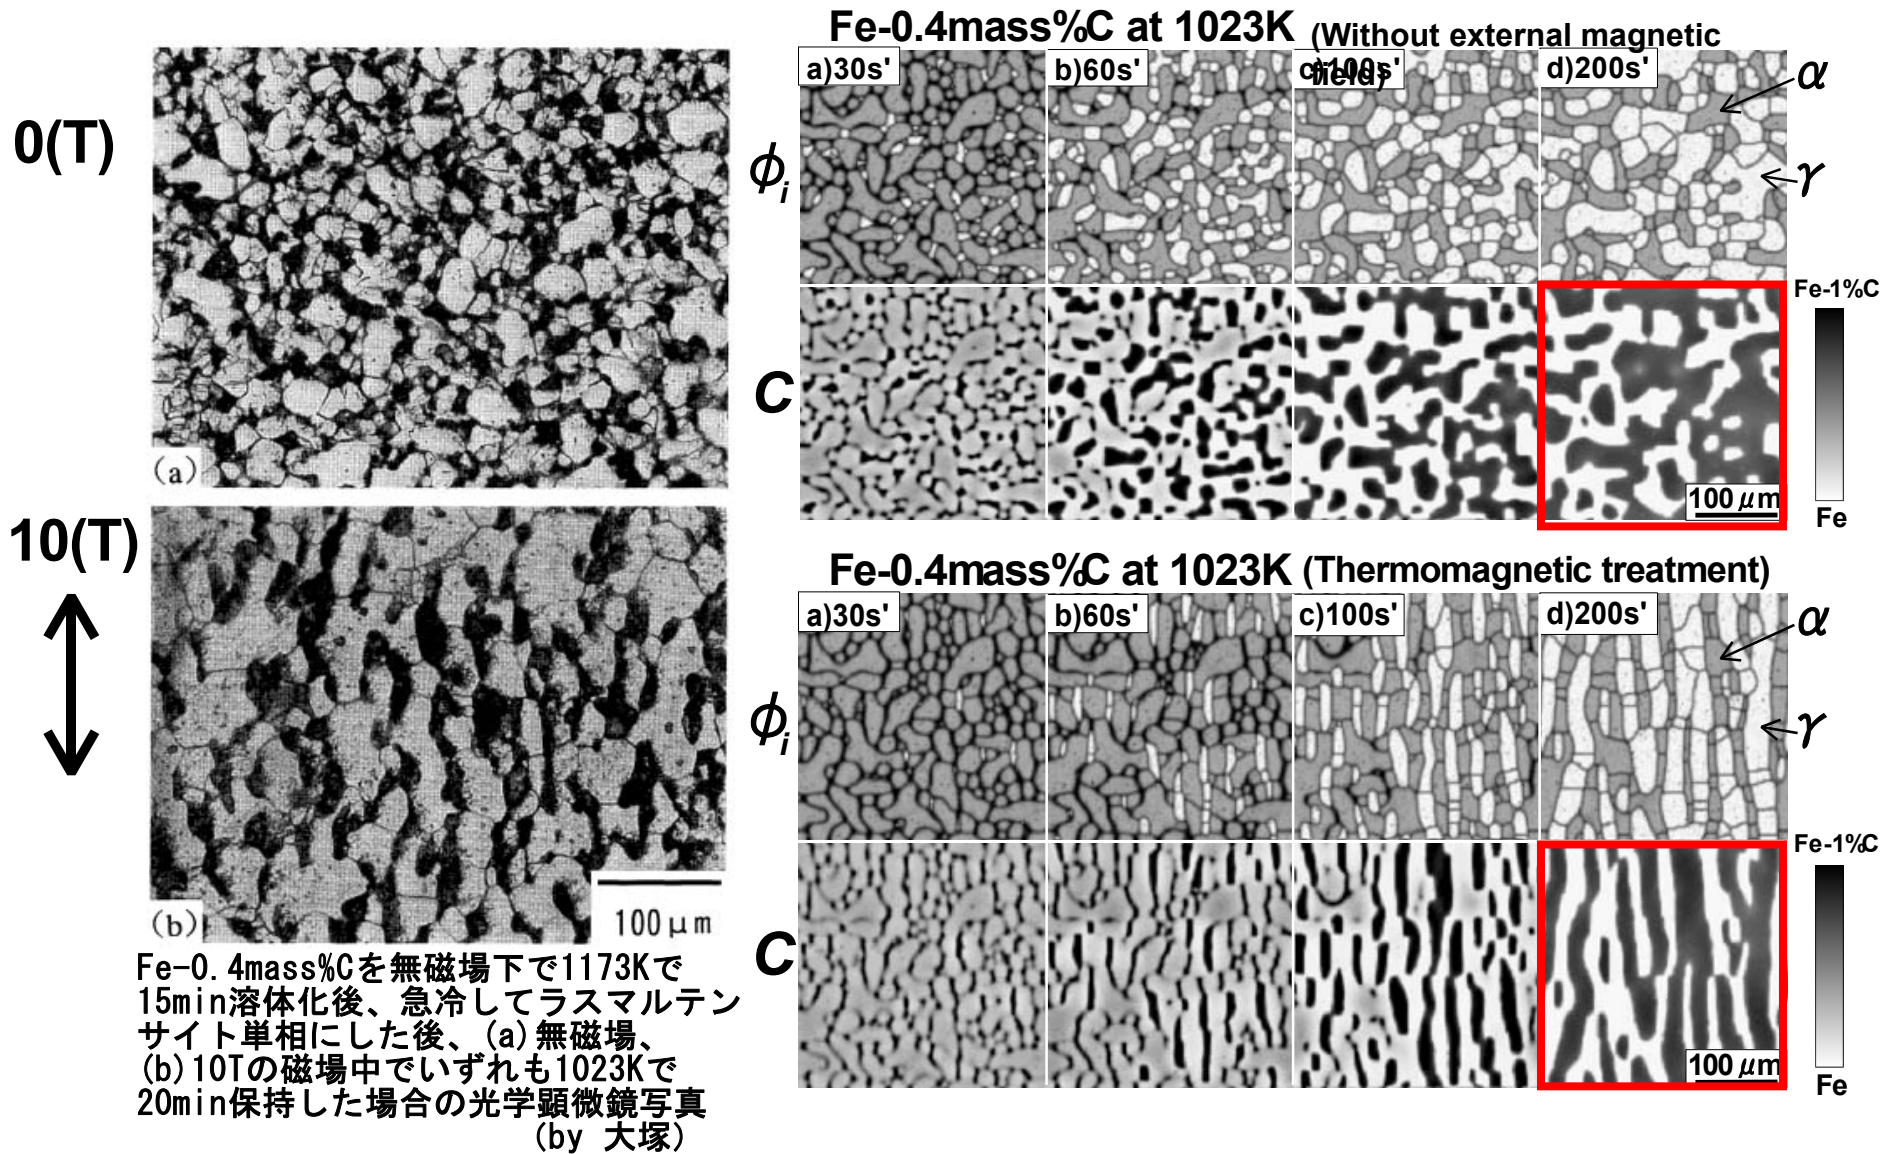 0(T)
(a)
10(T)
(b)
100μm
Fe-0.4mass%Cを無磁場下で1173Kで
15min溶体化後、急冷してラスマルテン
サイト単相にした後、(a)無磁場、
(b)10Tの磁場中でいずれも1023Kで
20min保持した場合の光学顕微鏡写真
(by 大塚)
Fe-0.4mass%C at 1023K (Without external magnetic
field)
a)30s'
b)60s'
c)100s'
d)200s'
α
γ
ϕi
C
Fe-1%C
Fe
100μm
Fe-0.4mass%C at 1023K (Thermomagnetic treatment)
a)30s'
b)60s'
c)100s'
d)200s'
α
γ
ϕi
C
Fe-1%C
Fe
100μm